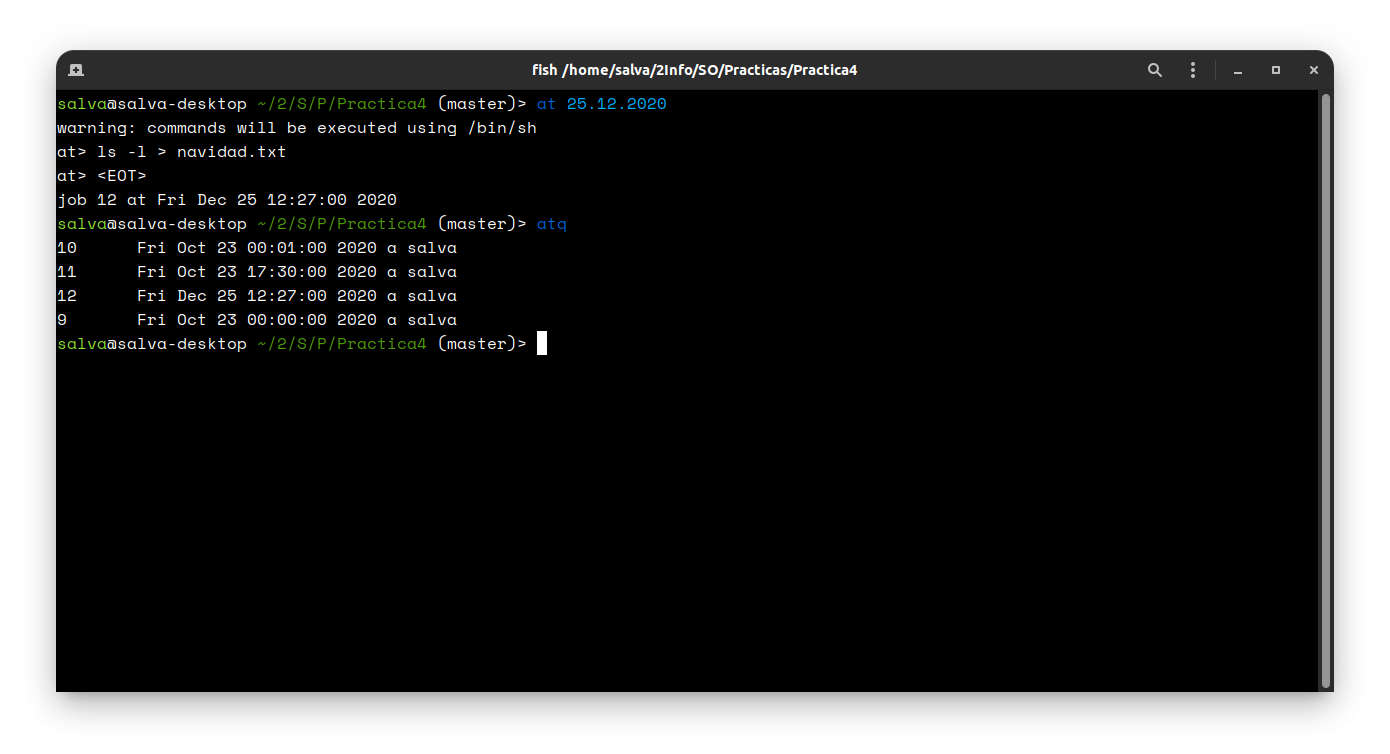 fish /home/salva/2Info/SO/Practicas/Practica4
salva@salva-desktop ~/2/S/P/Practica4 (master)> at 25.12.2020
warning: commands will be executed using /bin/sh
at> ls -l > navidad.txt
at> <EOT>
job 12 at Fri Dec 25 12:27:00 2020
salva@salva-desktop ~/2/S/P/Practica4 (master)> atq
10      Fri Oct 23 00:01:00 2020 a salva
11      Fri Oct 23 17:30:00 2020 a salva
12      Fri Dec 25 12:27:00 2020 a salva
9       Fri Oct 23 00:00:00 2020 a salva
salva@salva-desktop ~/2/S/P/Practica4 (master)>